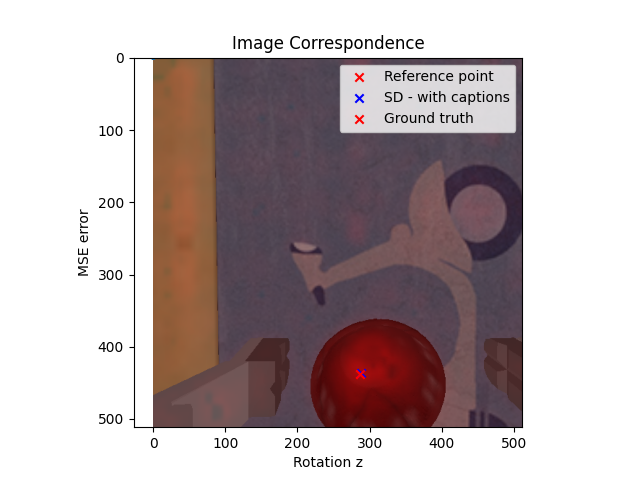 Image Correspondence
Reference point
SD - with captions
Ground truth
MSE error
0
100
200
300
400
500
0
100
200
300
400
500
Rotation z